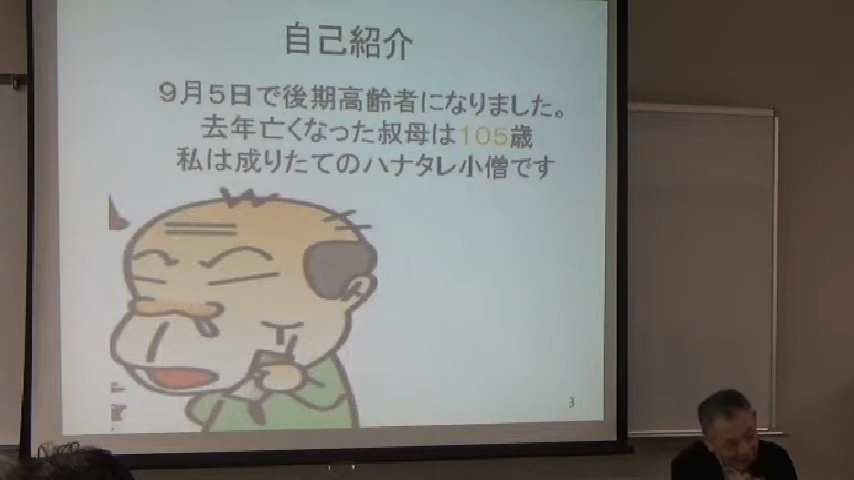 自己紹介
9月5日で後期高齢者になりました。
去年亡くなった叔母は105歳
私は成りたてのハナタレ小僧です
3